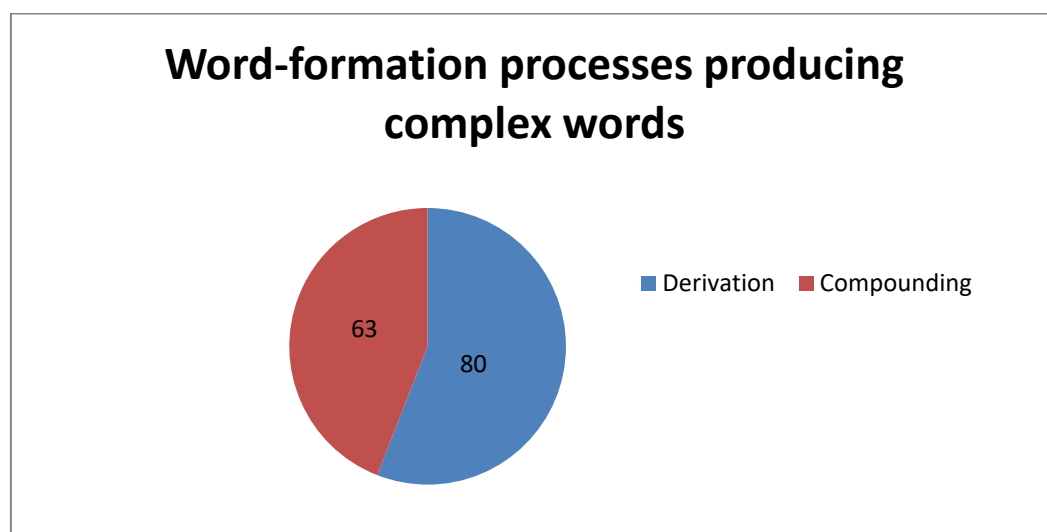 Word-formation processes producing
complex words
Derivation Compounding
63
80